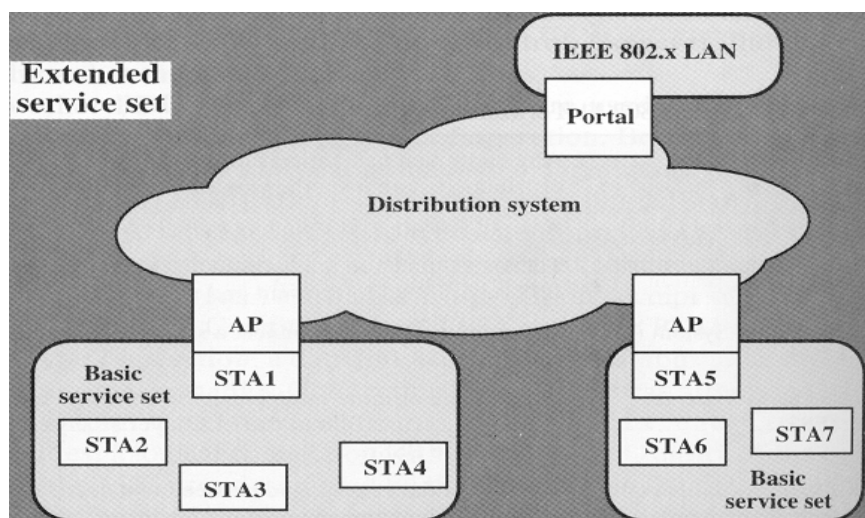 IEEE 802.x LAN
Extended
service set
Portal
Distribution system
AP
STA1
Basic
service set
STA2
STA3
STA4
AP
STA5
STA6
STA7
Basic
service set